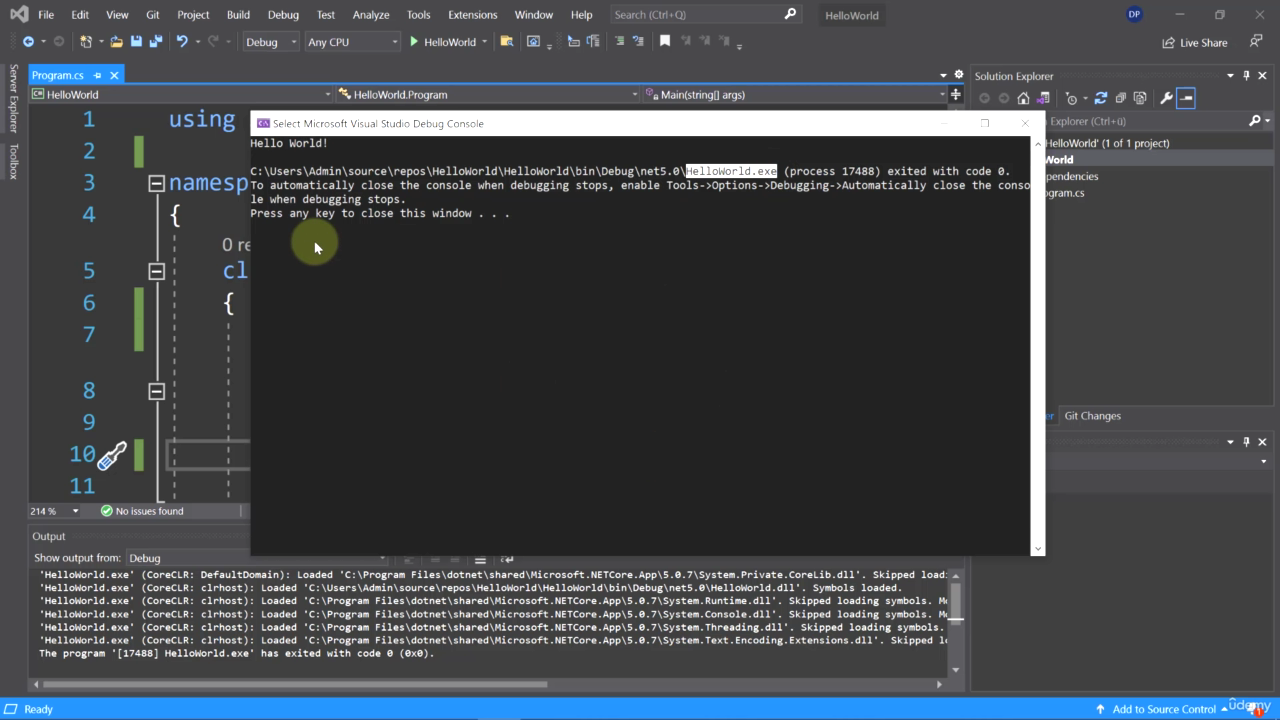 File Edit View Git Project Build Debug Test Analyze Tools Extensions Window Help Search (Ctrl+Q) HelloWorld DP
Debug Any CPU HelloWorld Live Share
Program.cs
HelloWorld HelloWorld.Program Main(string[] args)
Server Explorer
Toolbox
1 using
2
3 namesp
4 {
0 re
5 cl
6 {
7
8
9
10
11
Select Microsoft Visual Studio Debug Console
Hello World!
C:\Users\Admin\source\repos\HelloWorld\HelloWorld\bin\Debug\net5.0\HelloWorld.exe (process 17488) exited with code 0.
To automatically close the console when debugging stops, enable Tools->Options->Debugging->Automatically close the conso
le when debugging stops.
Press any key to close this window . . .
Solution Explorer
Explorer (Ctrl+ü)
HelloWorld' (1 of 1 project)
World
pendencies
gram.cs
er Git Changes
214 % No issues found
Output
Show output from: Debug
'HelloWorld.exe' (CoreCLR: DefaultDomain): Loaded 'C:\Program Files\dotnet\shared\Microsoft.NETCore.App\5.0.7\System.Private.CoreLib.dll'. Skipped loadi
'HelloWorld.exe' (CoreCLR: clrhost): Loaded 'C:\Users\Admin\source\repos\HelloWorld\HelloWorld\bin\Debug\net5.0\HelloWorld.dll'. Symbols loaded.
'HelloWorld.exe' (CoreCLR: clrhost): Loaded 'C:\Program Files\dotnet\shared\Microsoft.NETCore.App\5.0.7\System.Runtime.dll'. Skipped loading symbols. Mo
'HelloWorld.exe' (CoreCLR: clrhost): Loaded 'C:\Program Files\dotnet\shared\Microsoft.NETCore.App\5.0.7\System.Console.dll'. Skipped loading symbols. Mo
'HelloWorld.exe' (CoreCLR: clrhost): Loaded 'C:\Program Files\dotnet\shared\Microsoft.NETCore.App\5.0.7\System.Threading.dll'. Skipped loading symbols.
'HelloWorld.exe' (CoreCLR: clrhost): Loaded 'C:\Program Files\dotnet\shared\Microsoft.NETCore.App\5.0.7\System.Text.Encoding.Extensions.dll'. Skipped lo
The program '[17488] HelloWorld.exe' has exited with code 0 (0x0).
Ready Add to Source Control 1
ûdemy